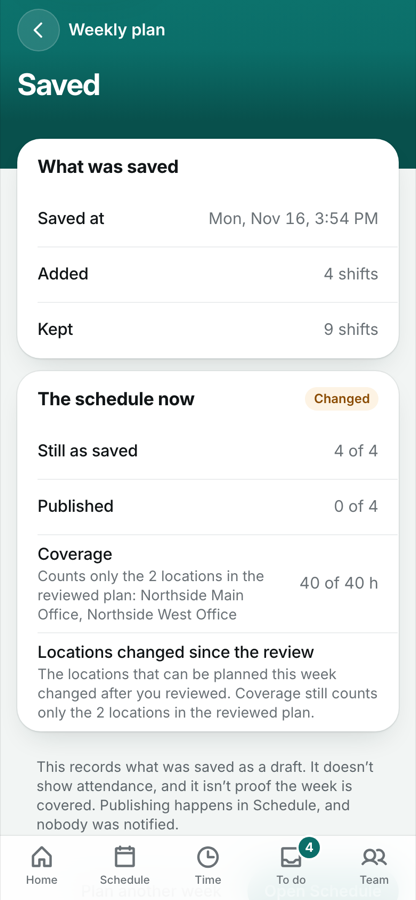 Weekly plan
Saved
What was saved
Saved at
Mon, Nov 16, 3:54 PM
Added
4 shifts
Kept
9 shifts
The schedule now
Changed
Still as saved
4 of 4
Published
0 of 4
Coverage
Counts only the 2 locations in the
reviewed plan: Northside Main
Office, Northside West Office
40 of 40 h
Locations changed since the review
The locations that can be planned this week
changed after you reviewed. Coverage still counts
only the 2 locations in the reviewed plan.
This records what was saved as a draft. It doesn’t
show attendance, and it isn’t proof the week is
covered. Publishing happens in Schedule, and
nobody was notified.
Plan another week
Open Schedule
4
Home
Schedule
Time
To do
Team